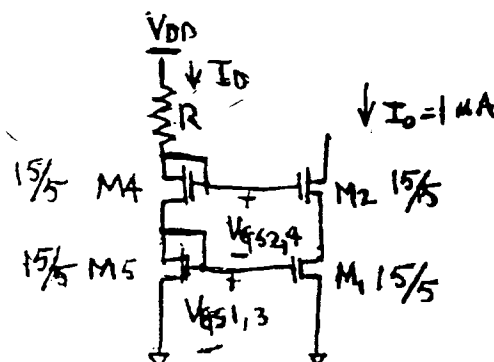 VDD
↓ ID
R
↓ Io = 1 μA
15/5 M4
M2 15/5
+
VGS2,4
-
15/5 M5
M1 15/5
+
VGS1,3
-